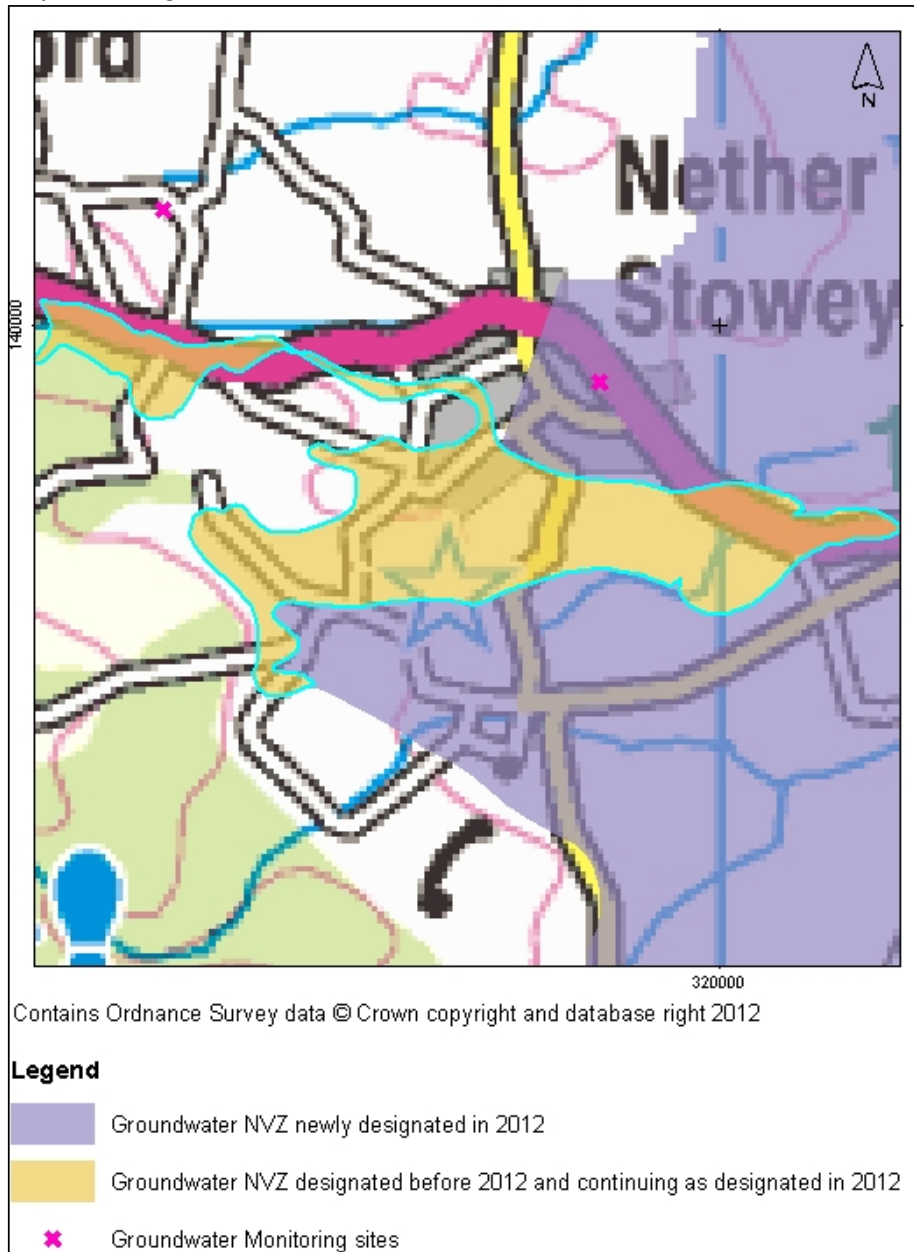 ord
N
Nether
Stowey
140000
320000
Contains Ordnance Survey data © Crown copyright and database right 2012
Legend
Groundwater NVZ newly designated in 2012
Groundwater NVZ designated before 2012 and continuing as designated in 2012
Groundwater Monitoring sites